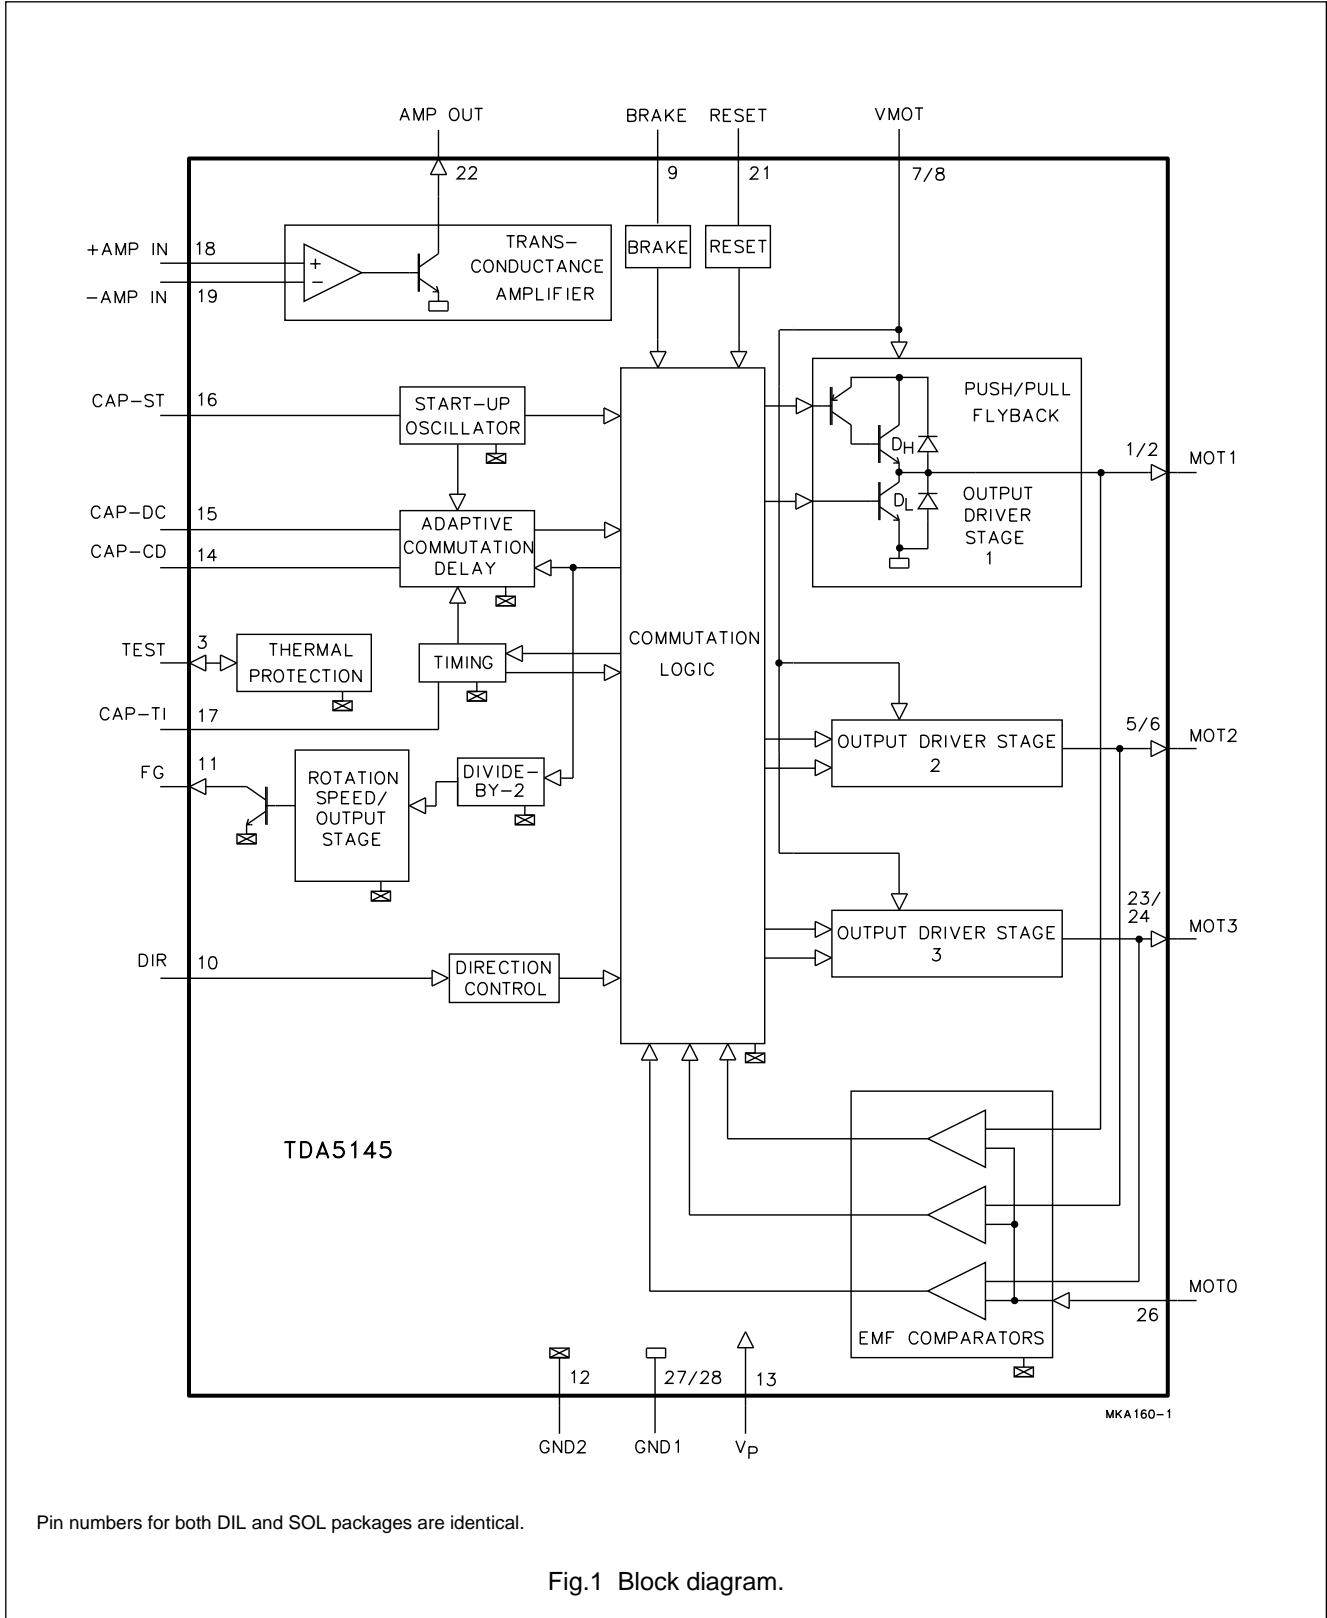 AMP OUT
BRAKE
RESET
VMOT
22
9
21
7/8
+AMP IN
18
-AMP IN
19
+
−
TRANS-
CONDUCTANCE
AMPLIFIER
BRAKE
RESET
CAP-ST
16
START-UP
OSCILLATOR
PUSH/PULL
FLYBACK
DH
DL
OUTPUT
DRIVER
STAGE
1
1/2
MOT1
CAP-DC
15
CAP-CD
14
ADAPTIVE
COMMUTATION
DELAY
TEST
3
THERMAL
PROTECTION
TIMING
COMMUTATION
LOGIC
CAP-TI
17
FG
11
ROTATION
SPEED/
OUTPUT
STAGE
DIVIDE-
BY-2
OUTPUT DRIVER STAGE
2
5/6
MOT2
OUTPUT DRIVER STAGE
3
23/
24
MOT3
DIR
10
DIRECTION
CONTROL
TDA5145
EMF COMPARATORS
MOT0
26
12
27/28
13
GND2
GND1
VP
MKA160-1
Pin numbers for both DIL and SOL packages are identical.
Fig.1 Block diagram.